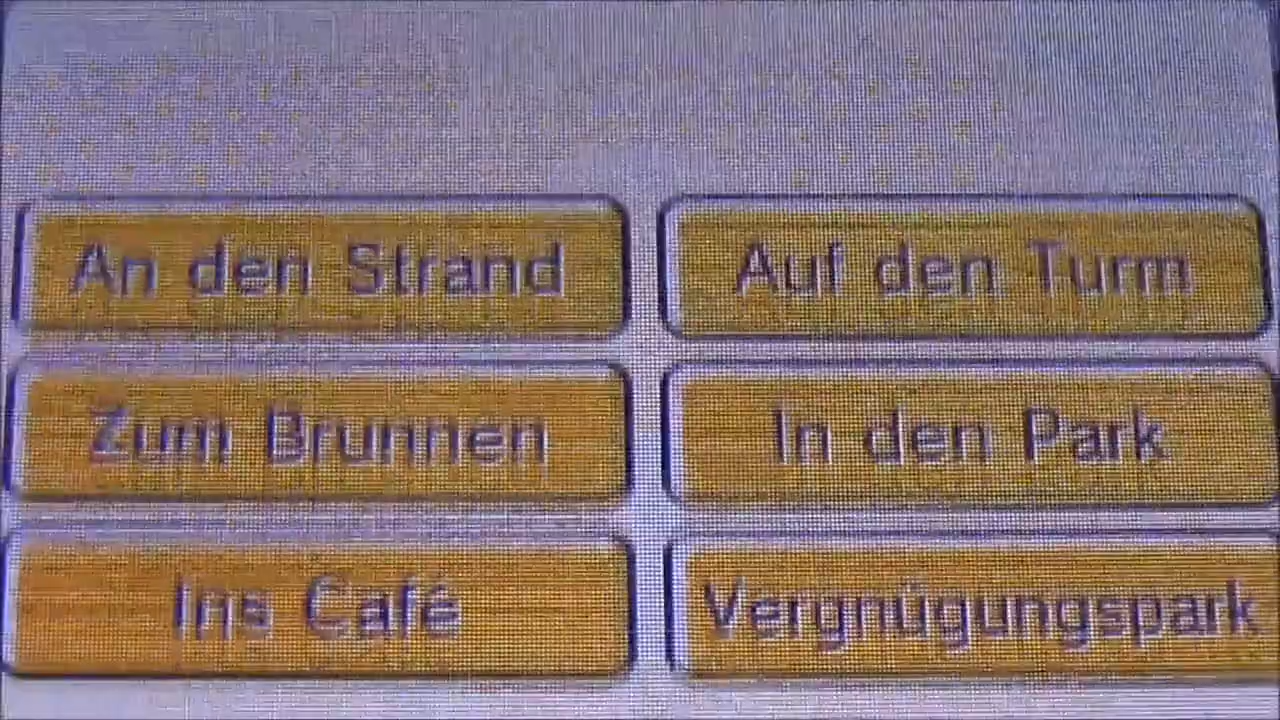 An den Strand
Auf den Turm
Zum Brunnen
In den Park
Ins Café
Vergnügungspark